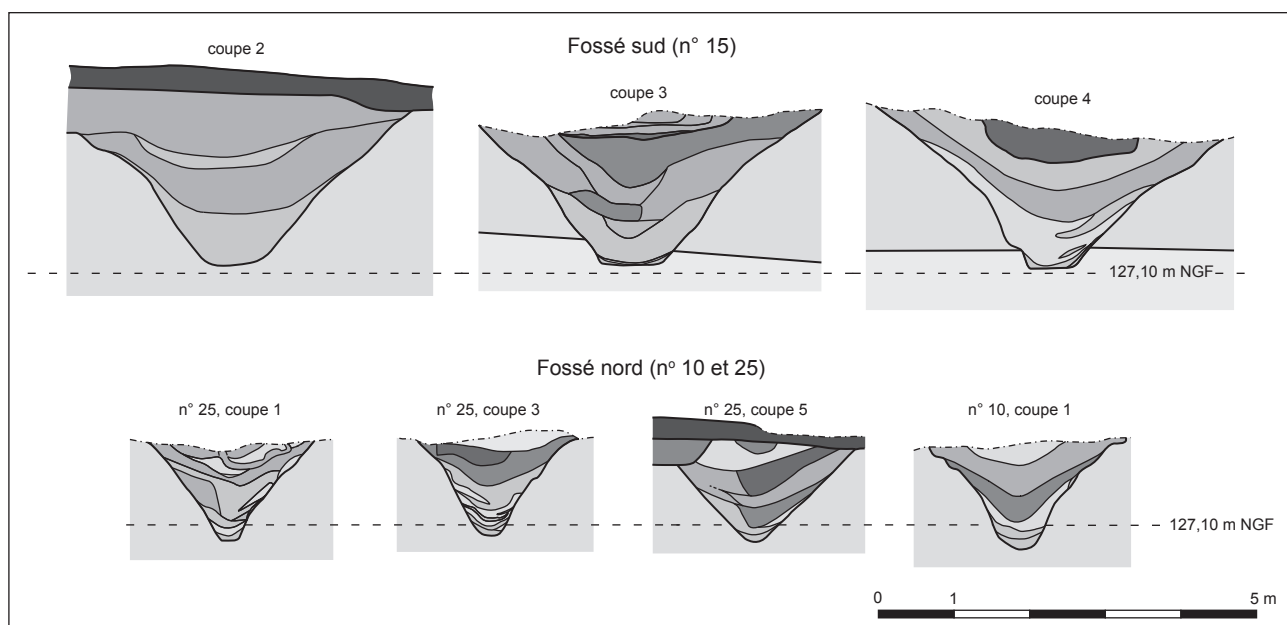 Fossé sud (n° 15)
coupe 2
coupe 3
coupe 4
127,10 m NGF
Fossé nord (nº 10 et 25)
n° 25, coupe 1
n° 25, coupe 3
n° 25, coupe 5
n° 10, coupe 1
127,10 m NGF
0 1 5 m